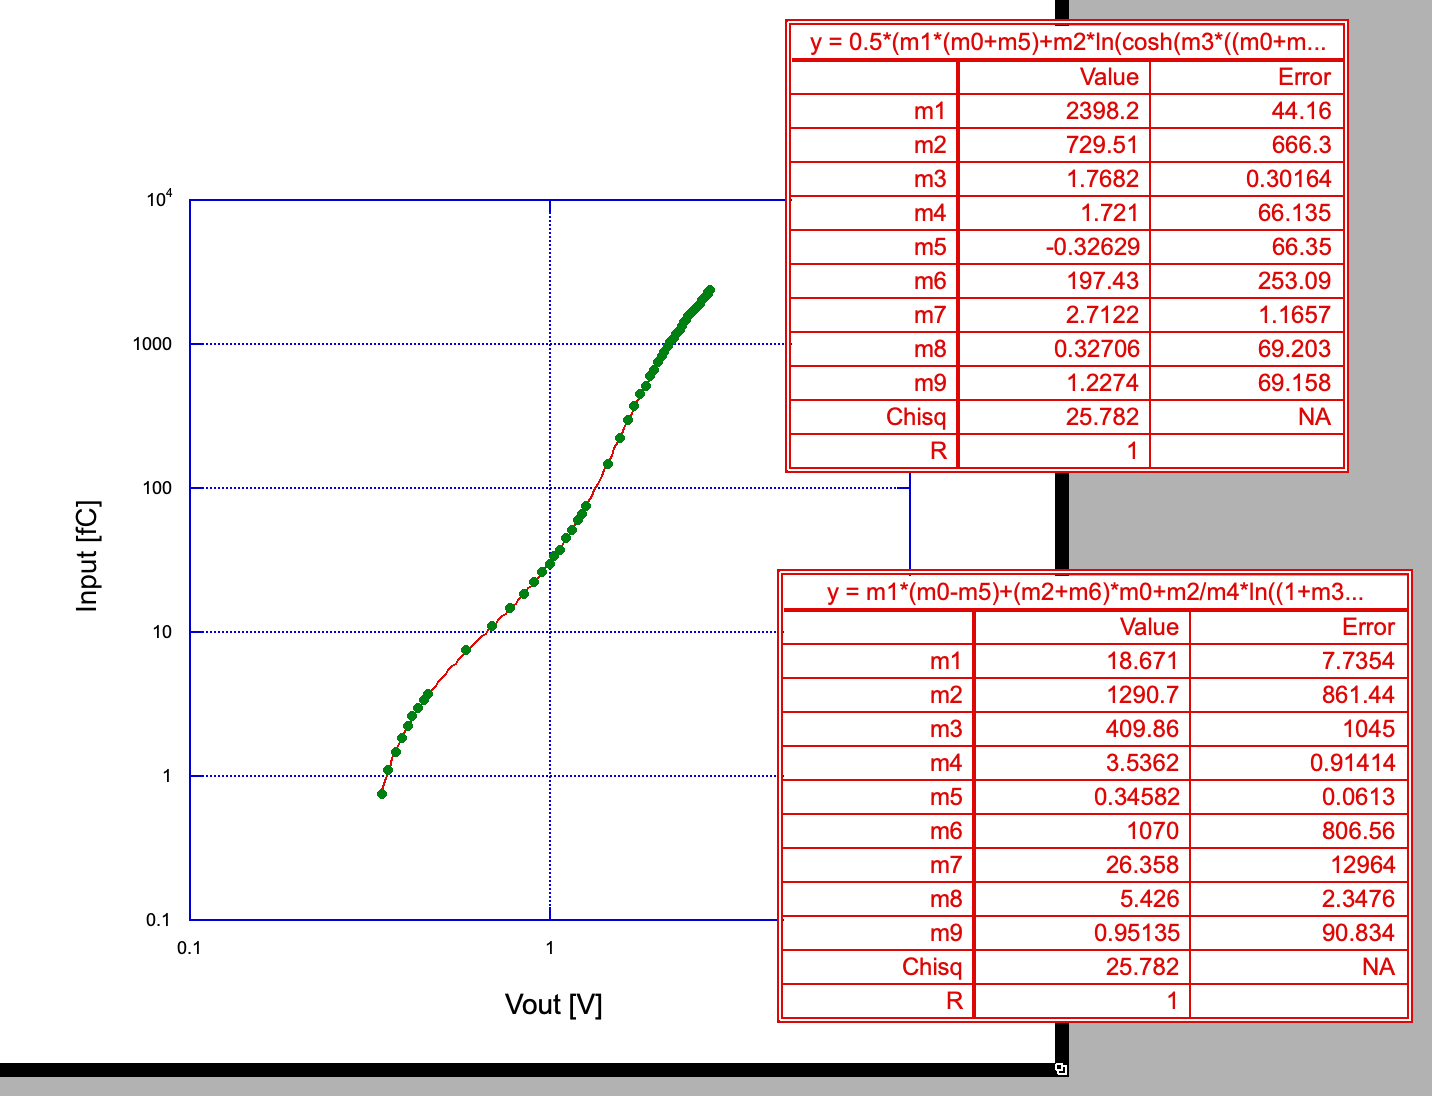 y = 0.5*(m1*(m0+m5)+m2*ln(cosh(m3*((m0+m...
Value Error
m1 2398.2 44.16
m2 729.51 666.3
m3 1.7682 0.30164
m4 1.721 66.135
m5 -0.32629 66.35
m6 197.43 253.09
m7 2.7122 1.1657
m8 0.32706 69.203
m9 1.2274 69.158
Chisq 25.782 NA
R 1
10^4
1000
100
10
1
0.1
Input [fC]
0.1 1
Vout [V]
y = m1*(m0-m5)+(m2+m6)*m0+m2/m4*ln((1+m3...
Value Error
m1 18.671 7.7354
m2 1290.7 861.44
m3 409.86 1045
m4 3.5362 0.91414
m5 0.34582 0.0613
m6 1070 806.56
m7 26.358 12964
m8 5.426 2.3476
m9 0.95135 90.834
Chisq 25.782 NA
R 1